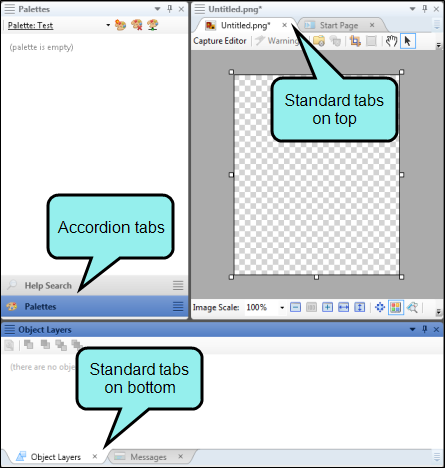 Palettes
Palette: Test
(palette is empty)
Accordion tabs
Help Search
Palettes
Untitled.png*
Untitled.png*
Start Page
Capture Editor
Warning
Standard tabs
on top
Image Scale: 100%
Object Layers
(there are no obje
Standard tabs
on bottom
Object Layers
Messages